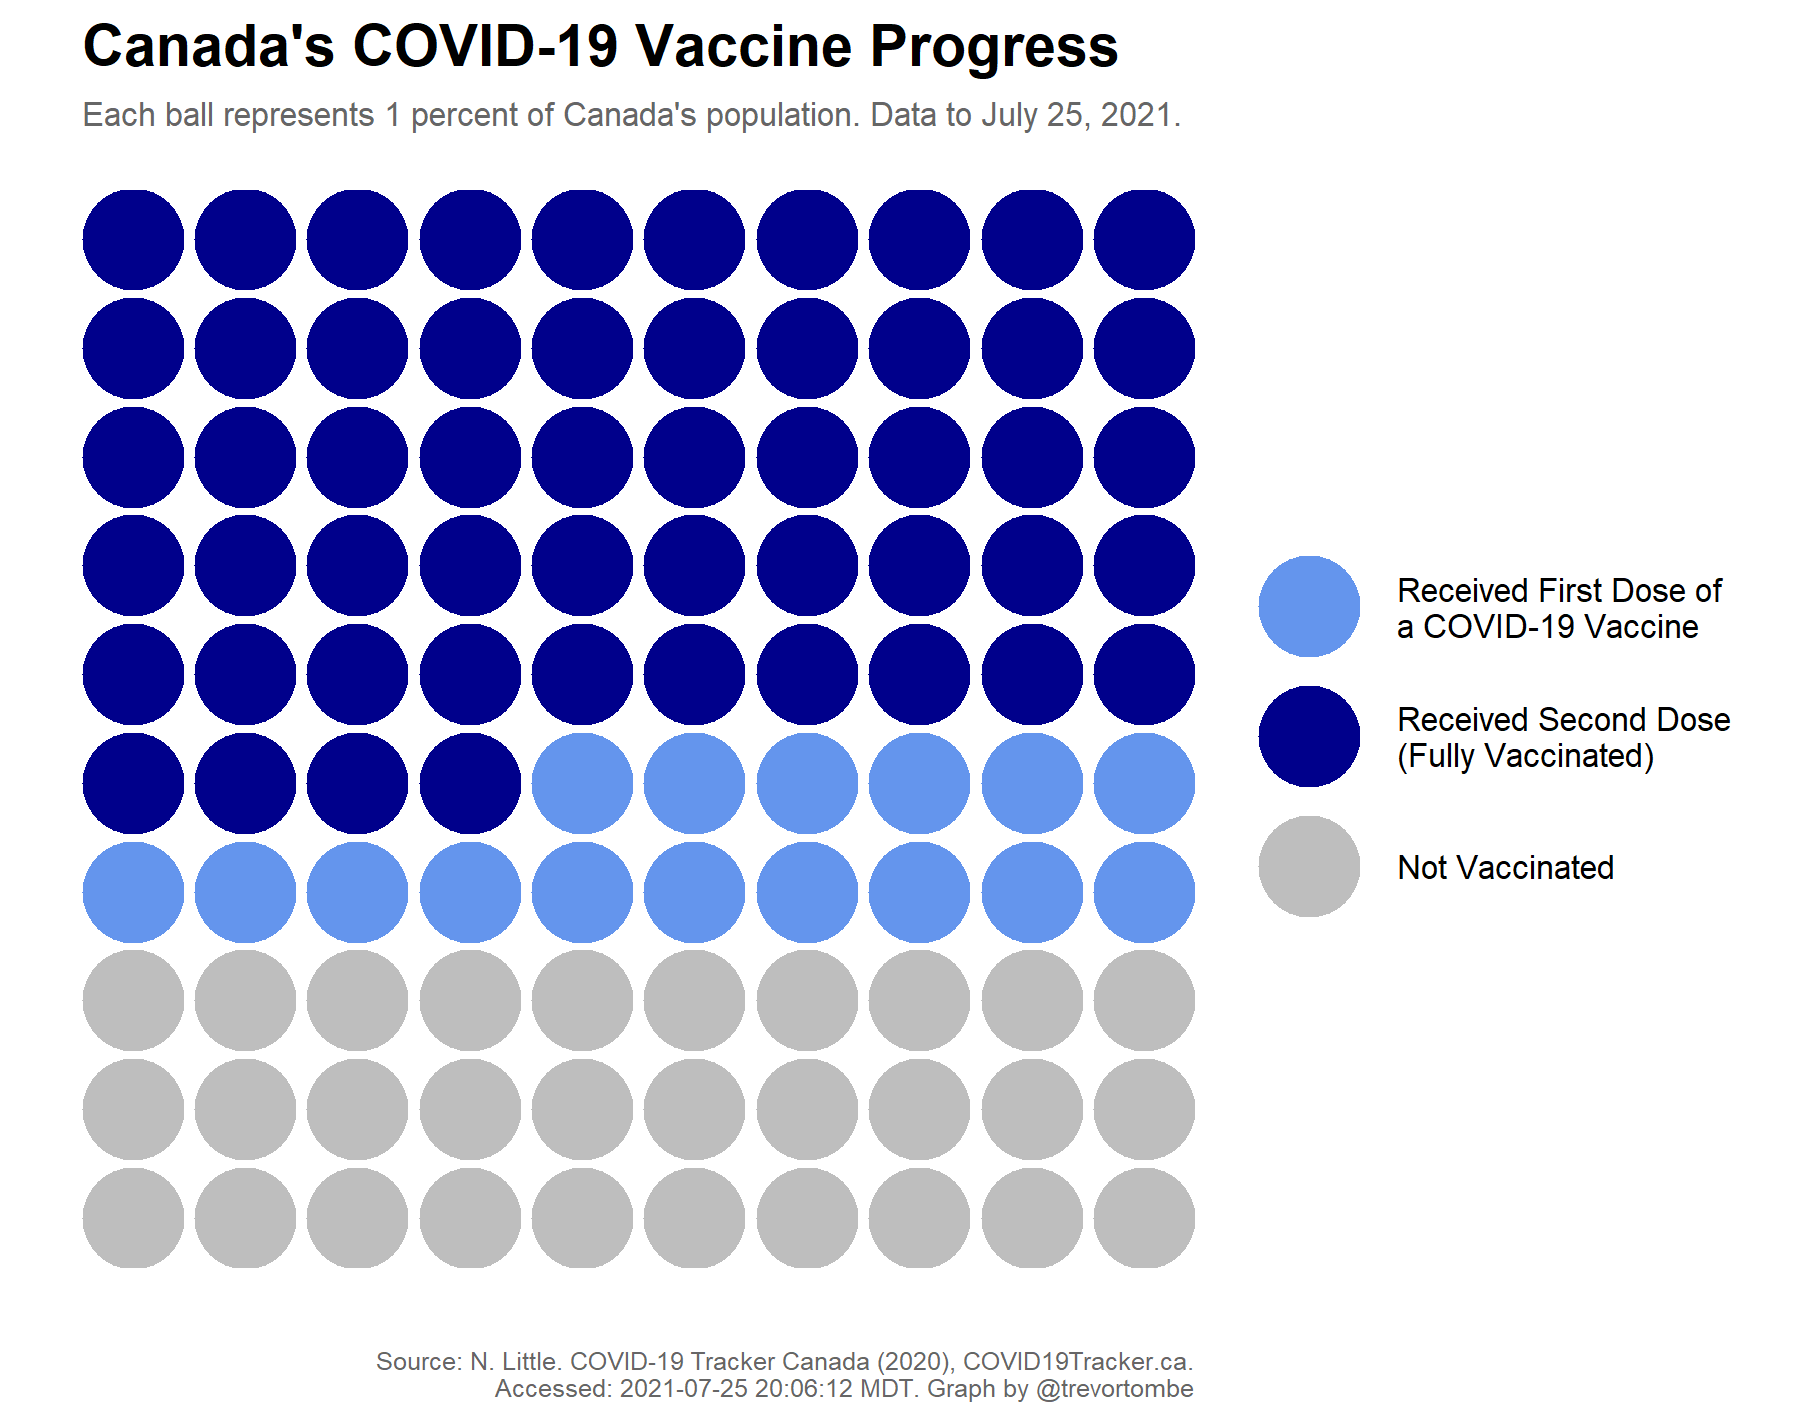 Canada's COVID-19 Vaccine Progress
Each ball represents 1 percent of Canada's population. Data to July 25, 2021.
Received First Dose of
a COVID-19 Vaccine
Received Second Dose
(Fully Vaccinated)
Not Vaccinated
Source: N. Little. COVID-19 Tracker Canada (2020), COVID19Tracker.ca.
Accessed: 2021-07-25 20:06:12 MDT. Graph by @trevortombe